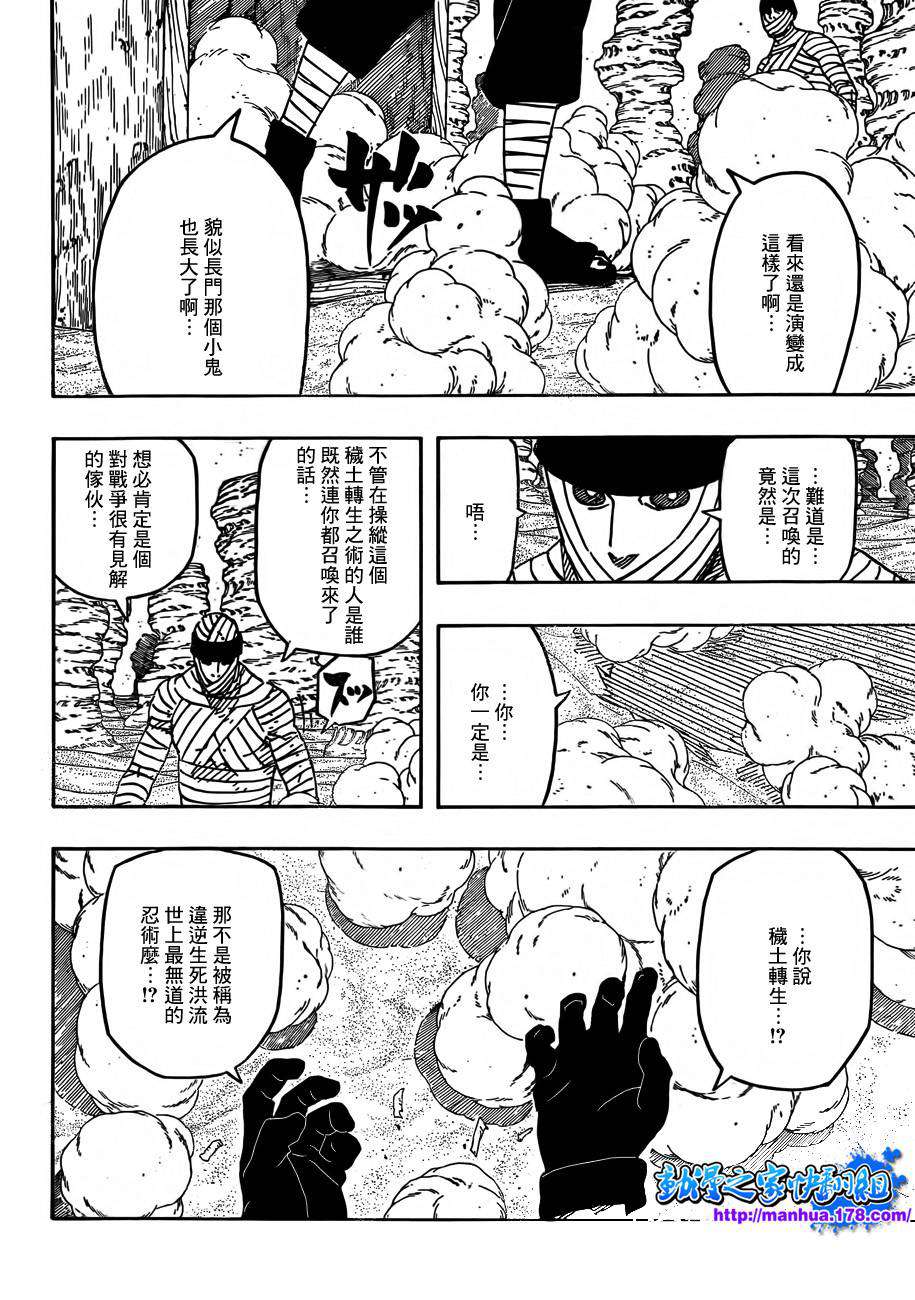 看來還是演變成
這樣了啊…
ザッ
貌似長門那個小鬼
也長大了啊…
…難道是…
這次召喚的
竟然是…
唔…
…你…
你一定是…
不管在操縱這個
穢土轉生之術的人是誰
既然連你都召喚來了
的話…
ズッ
想必肯定是個
對戰爭很有見解
的傢伙…
…你說
穢土轉生…!?
那不是被稱為
違逆生死洪流
世上最無道的
忍術麼…!?
動漫之家快翻組
http://manhua.178.com/